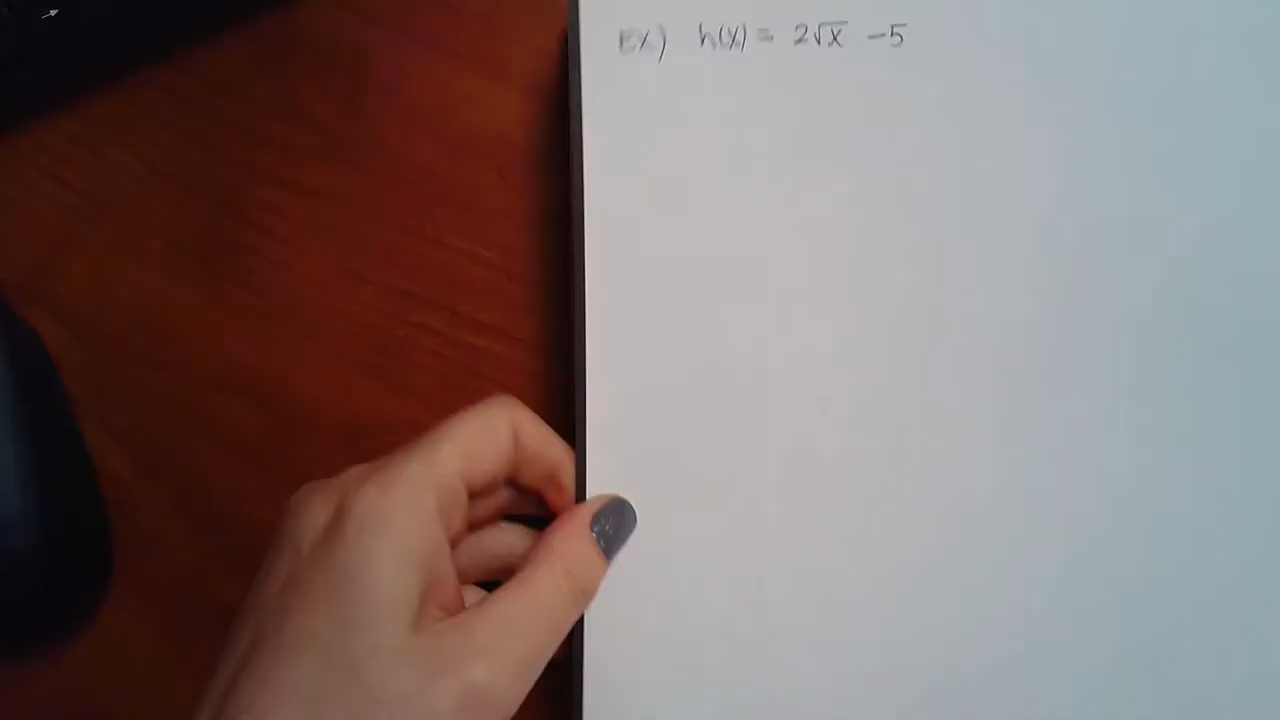 Ex) h(x) = 2√x -5